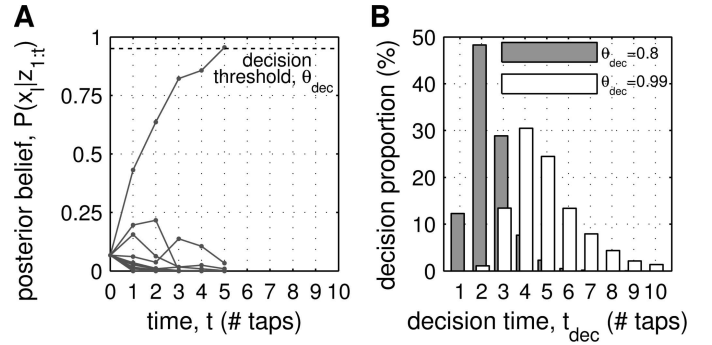 A
posterior belief, P(x_l|z_{1:t})
1
0.75
0.5
0.25
0
decision
threshold, θ_dec
0 1 2 3 4 5 6 7 8 9 10
time, t (# taps)
B
decision proportion (%)
50
40
30
20
10
0
θ_dec=0.8
θ_dec=0.99
1 2 3 4 5 6 7 8 9 10
decision time, t_dec (# taps)